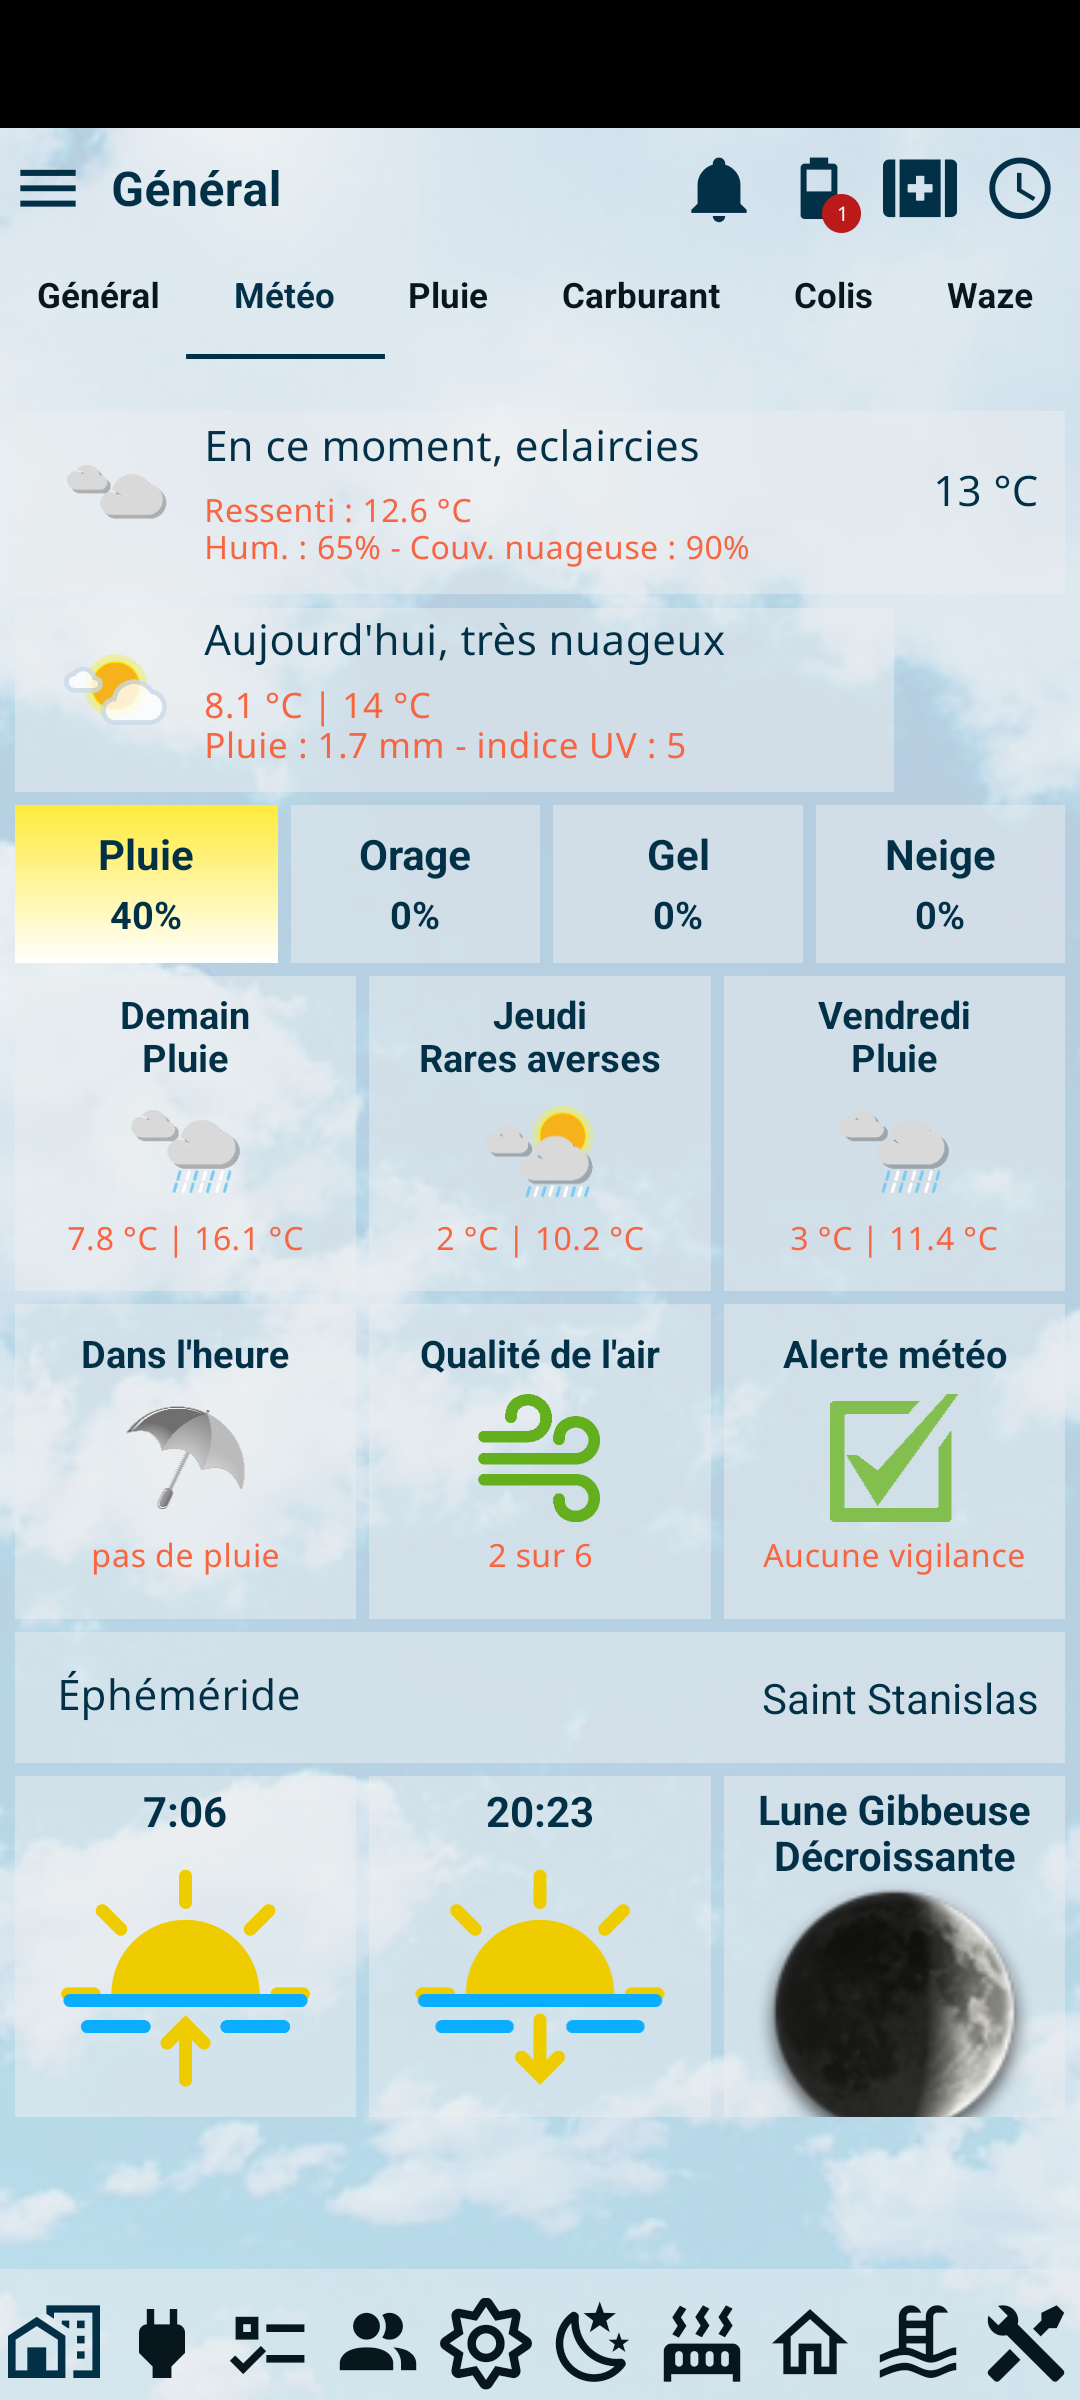 Général
1
Général
Météo
Pluie
Carburant
Colis
Waze
En ce moment, eclaircies
Ressenti : 12.6 °C
Hum. : 65% - Couv. nuageuse : 90%
13 °C
Aujourd'hui, très nuageux
8.1 °C | 14 °C
Pluie : 1.7 mm - indice UV : 5
Pluie
40%
Orage
0%
Gel
0%
Neige
0%
Demain
Pluie
7.8 °C | 16.1 °C
Jeudi
Rares averses
2 °C | 10.2 °C
Vendredi
Pluie
3 °C | 11.4 °C
Dans l'heure
pas de pluie
Qualité de l'air
2 sur 6
Alerte météo
Aucune vigilance
Éphéméride
Saint Stanislas
7:06
20:23
Lune Gibbeuse
Décroissante